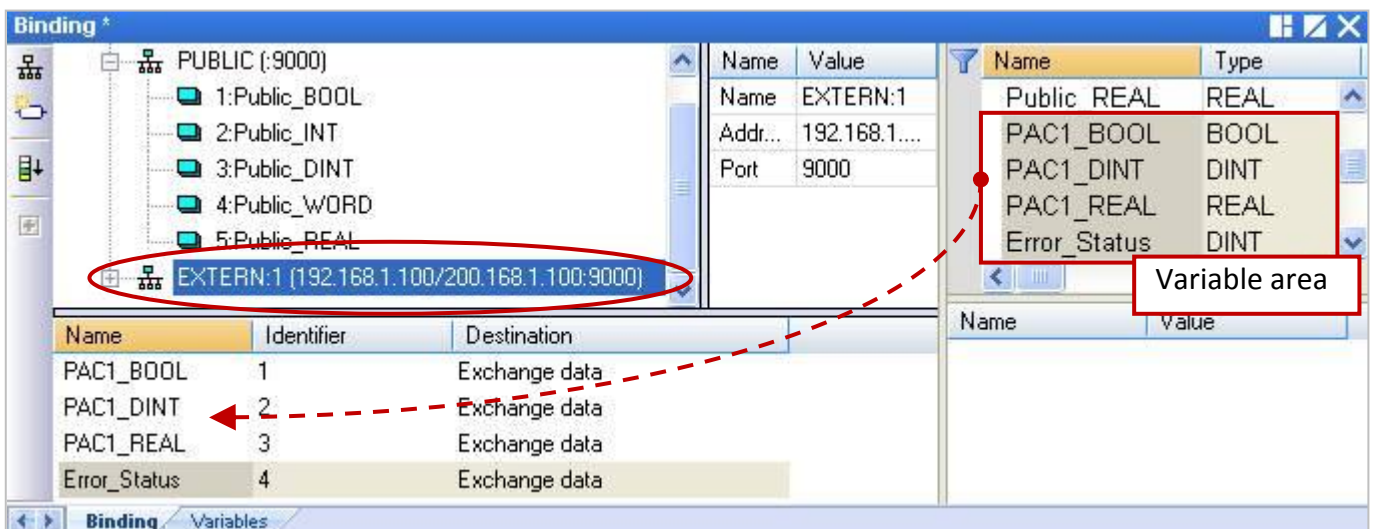 Binding *
PUBLIC (:9000)
1:Public_BOOL
2:Public_INT
3:Public_DINT
4:Public_WORD
5:Public_REAL
EXTERN:1 (192.168.1.100/200.168.1.100:9000)
Name Value
Name EXTERN:1
Addr... 192.168.1....
Port 9000
Name Type
Public_REAL REAL
PAC1_BOOL BOOL
PAC1_DINT DINT
PAC1_REAL REAL
Error_Status DINT
Variable area
Name Value
Name Identifier Destination
PAC1_BOOL 1 Exchange data
PAC1_DINT 2 Exchange data
PAC1_REAL 3 Exchange data
Error_Status 4 Exchange data
Binding Variables